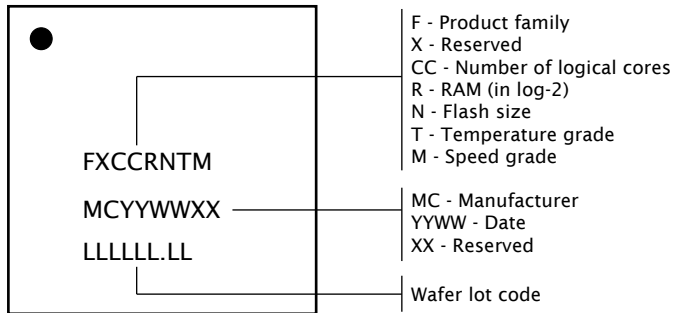 F - Product family
X - Reserved
CC - Number of logical cores
R - RAM (in log-2)
N - Flash size
T - Temperature grade
M - Speed grade
FXCCRNTM
MCYYWWXX
MC - Manufacturer
YYWW - Date
XX - Reserved
LLLLLL.LL
Wafer lot code